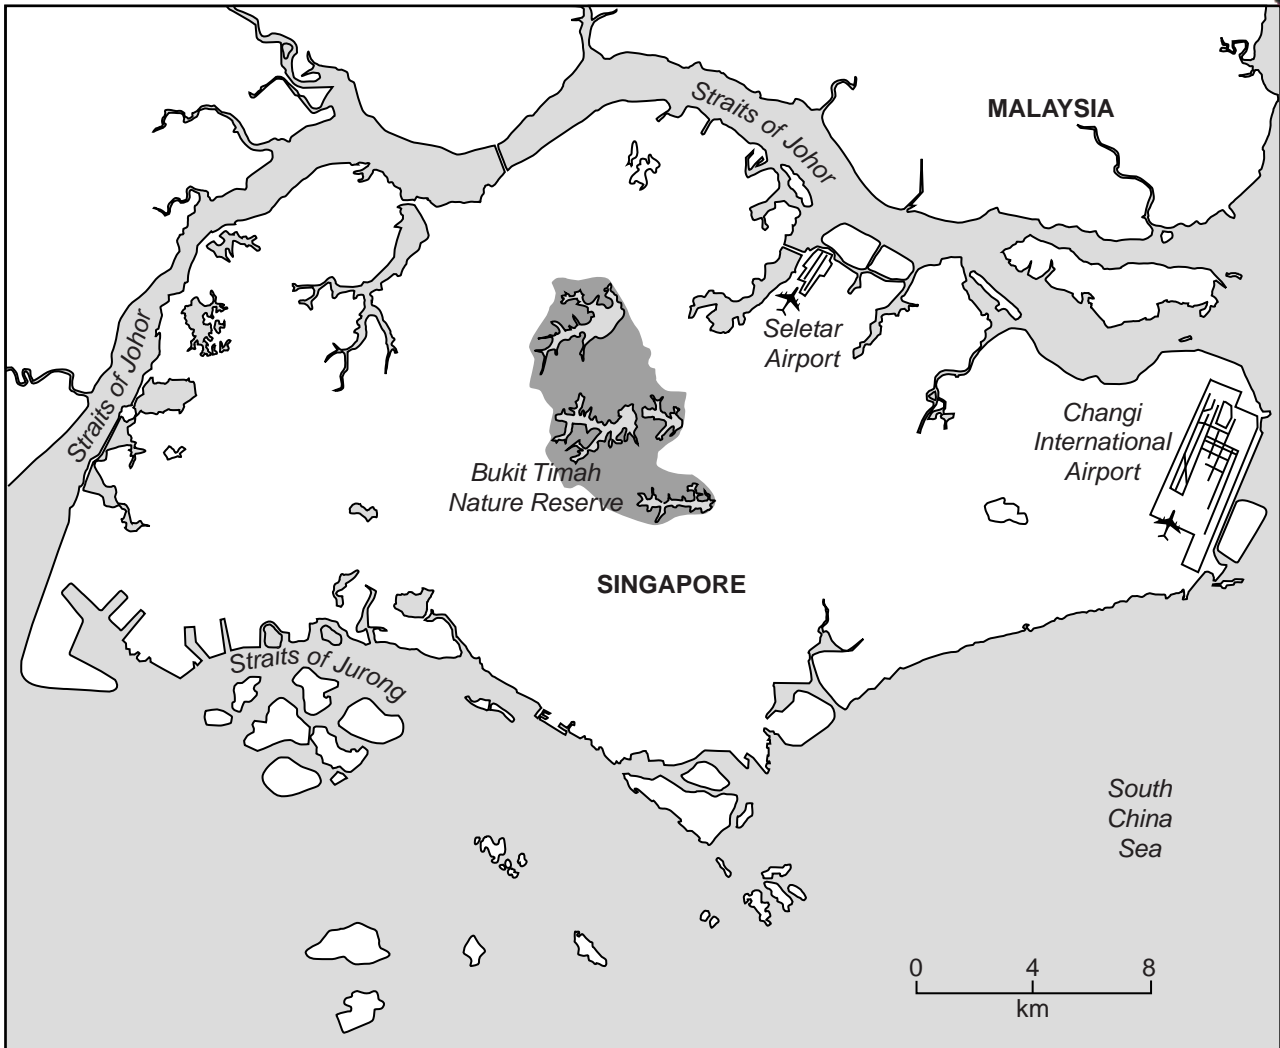 MALAYSIA
Straits of Johor
Straits of Johor
Seletar
Airport
Changi
International
Airport
Bukit Timah
Nature Reserve
SINGAPORE
Straits of Jurong
South
China
Sea
0 4 8
km